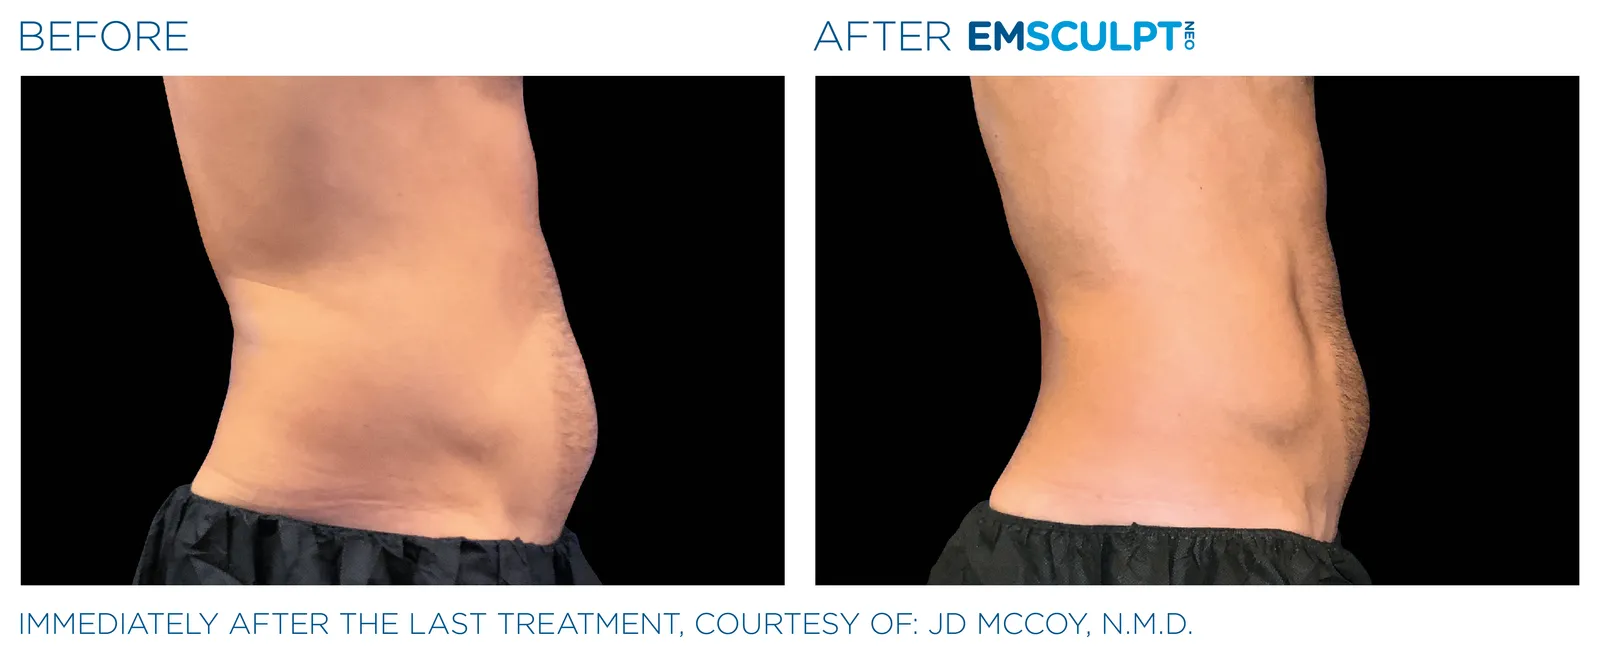 BEFORE
AFTER EMSCULPT NEO
IMMEDIATELY AFTER THE LAST TREATMENT, COURTESY OF: JD MCCOY, N.M.D.